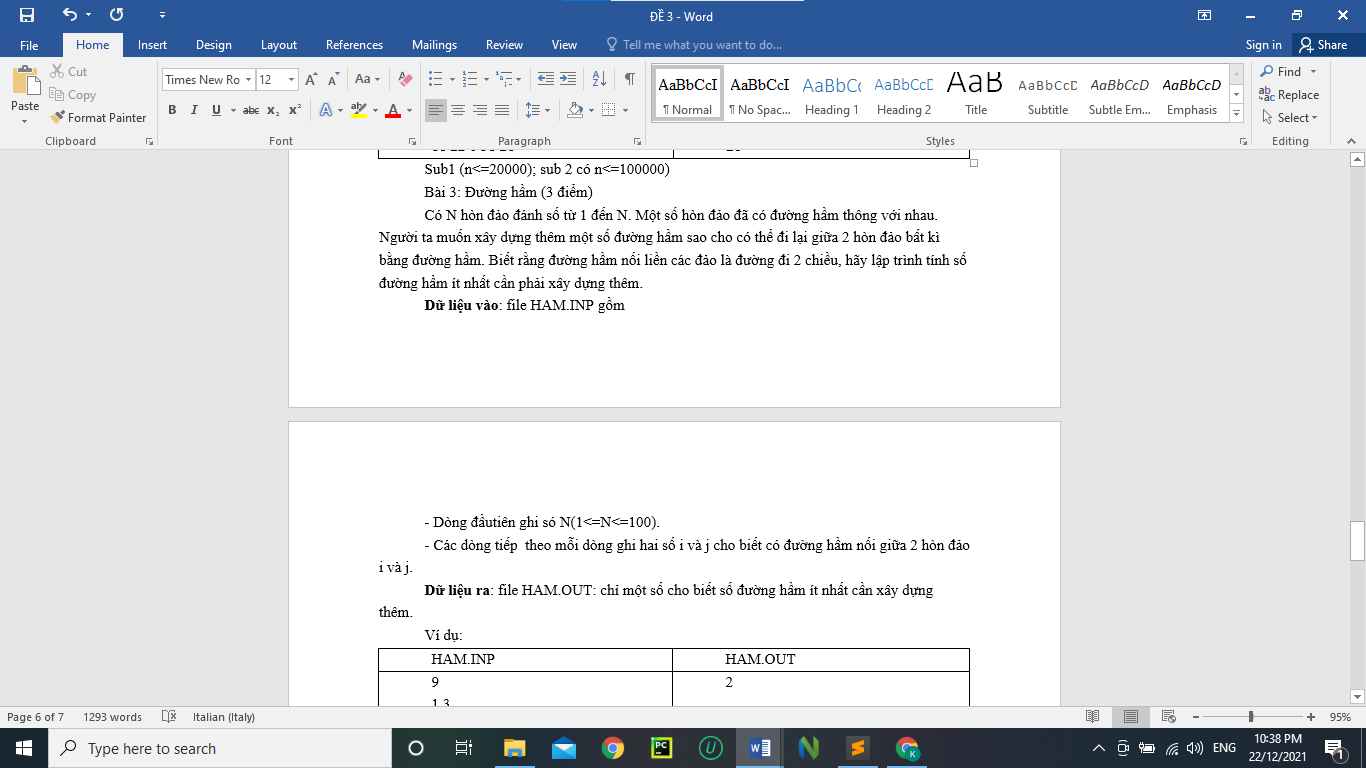 ĐỀ 3 - Word
File Home Insert Design Layout References Mailings Review View Tell me what you want to do... Sign in Share
Paste
Cut
Copy
Format Painter
Clipboard
Times New Ro 12
Font
Paragraph
AaBbCcI AaBbCcI AaBbCc AaBbCcD AaB AaBbCcD AaBbCcD AaBbCcD
¶ Normal ¶ No Spac... Heading 1 Heading 2 Title Subtitle Subtle Em... Emphasis
Styles
Find
Replace
Select
Editing
Sub1 (n<=20000); sub 2 có n<=100000)
Bài 3: Đường hầm (3 điểm)
Có N hòn đảo đánh số từ 1 đến N. Một số hòn đảo đã có đường hầm thông với nhau.
Người ta muốn xây dựng thêm một số đường hầm sao cho có thể đi lại giữa 2 hòn đảo bất kì
bằng đường hầm. Biết rằng đường hầm nối liền các đảo là đường đi 2 chiều, hãy lập trình tính số
đường hầm ít nhất cần phải xây dựng thêm.
Dữ liệu vào: file HAM.INP gồm
- Dòng đầutiên ghi só N(1<=N<=100).
- Các dòng tiếp theo mỗi dòng ghi hai số i và j cho biết có đường hầm nối giữa 2 hòn đảo
i và j.
Dữ liệu ra: file HAM.OUT: chỉ một số cho biết số đường hầm ít nhất cần xây dựng
thêm.
Ví dụ:
HAM.INP HAM.OUT
9 2
1 3
Page 6 of 7 1293 words Italian (Italy) 95%
Type here to search
ENG
10:38 PM
22/12/2021